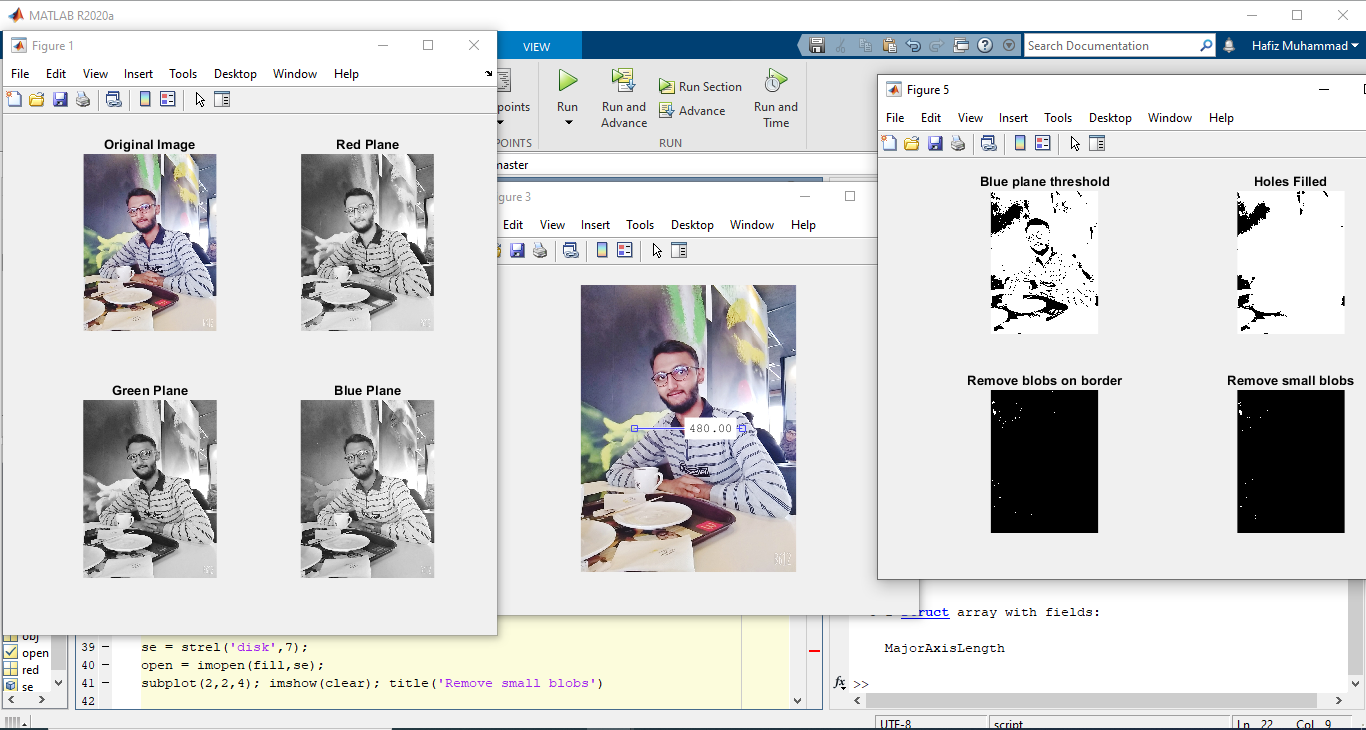 MATLAB R2020a
VIEW
Search Documentation
Hafiz Muhammad
Figure 1
File Edit View Insert Tools Desktop Window Help
Original Image
Red Plane
Green Plane
Blue Plane
points
Run
Run and
Advance
Run Section
Advance
Run and
Time
POINTS
RUN
master
gure 3
Edit View Insert Tools Desktop Window Help
480.00
Figure 5
File Edit View Insert Tools Desktop Window Help
Blue plane threshold
Holes Filled
Remove blobs on border
Remove small blobs
struct array with fields:
MajorAxisLength
fx >>
obj
open
red
se
39 - se = strel('disk',7);
40 - open = imopen(fill,se);
41 - subplot(2,2,4); imshow(clear); title('Remove small blobs')
42
UTF-8
script
Ln 22 Col 9